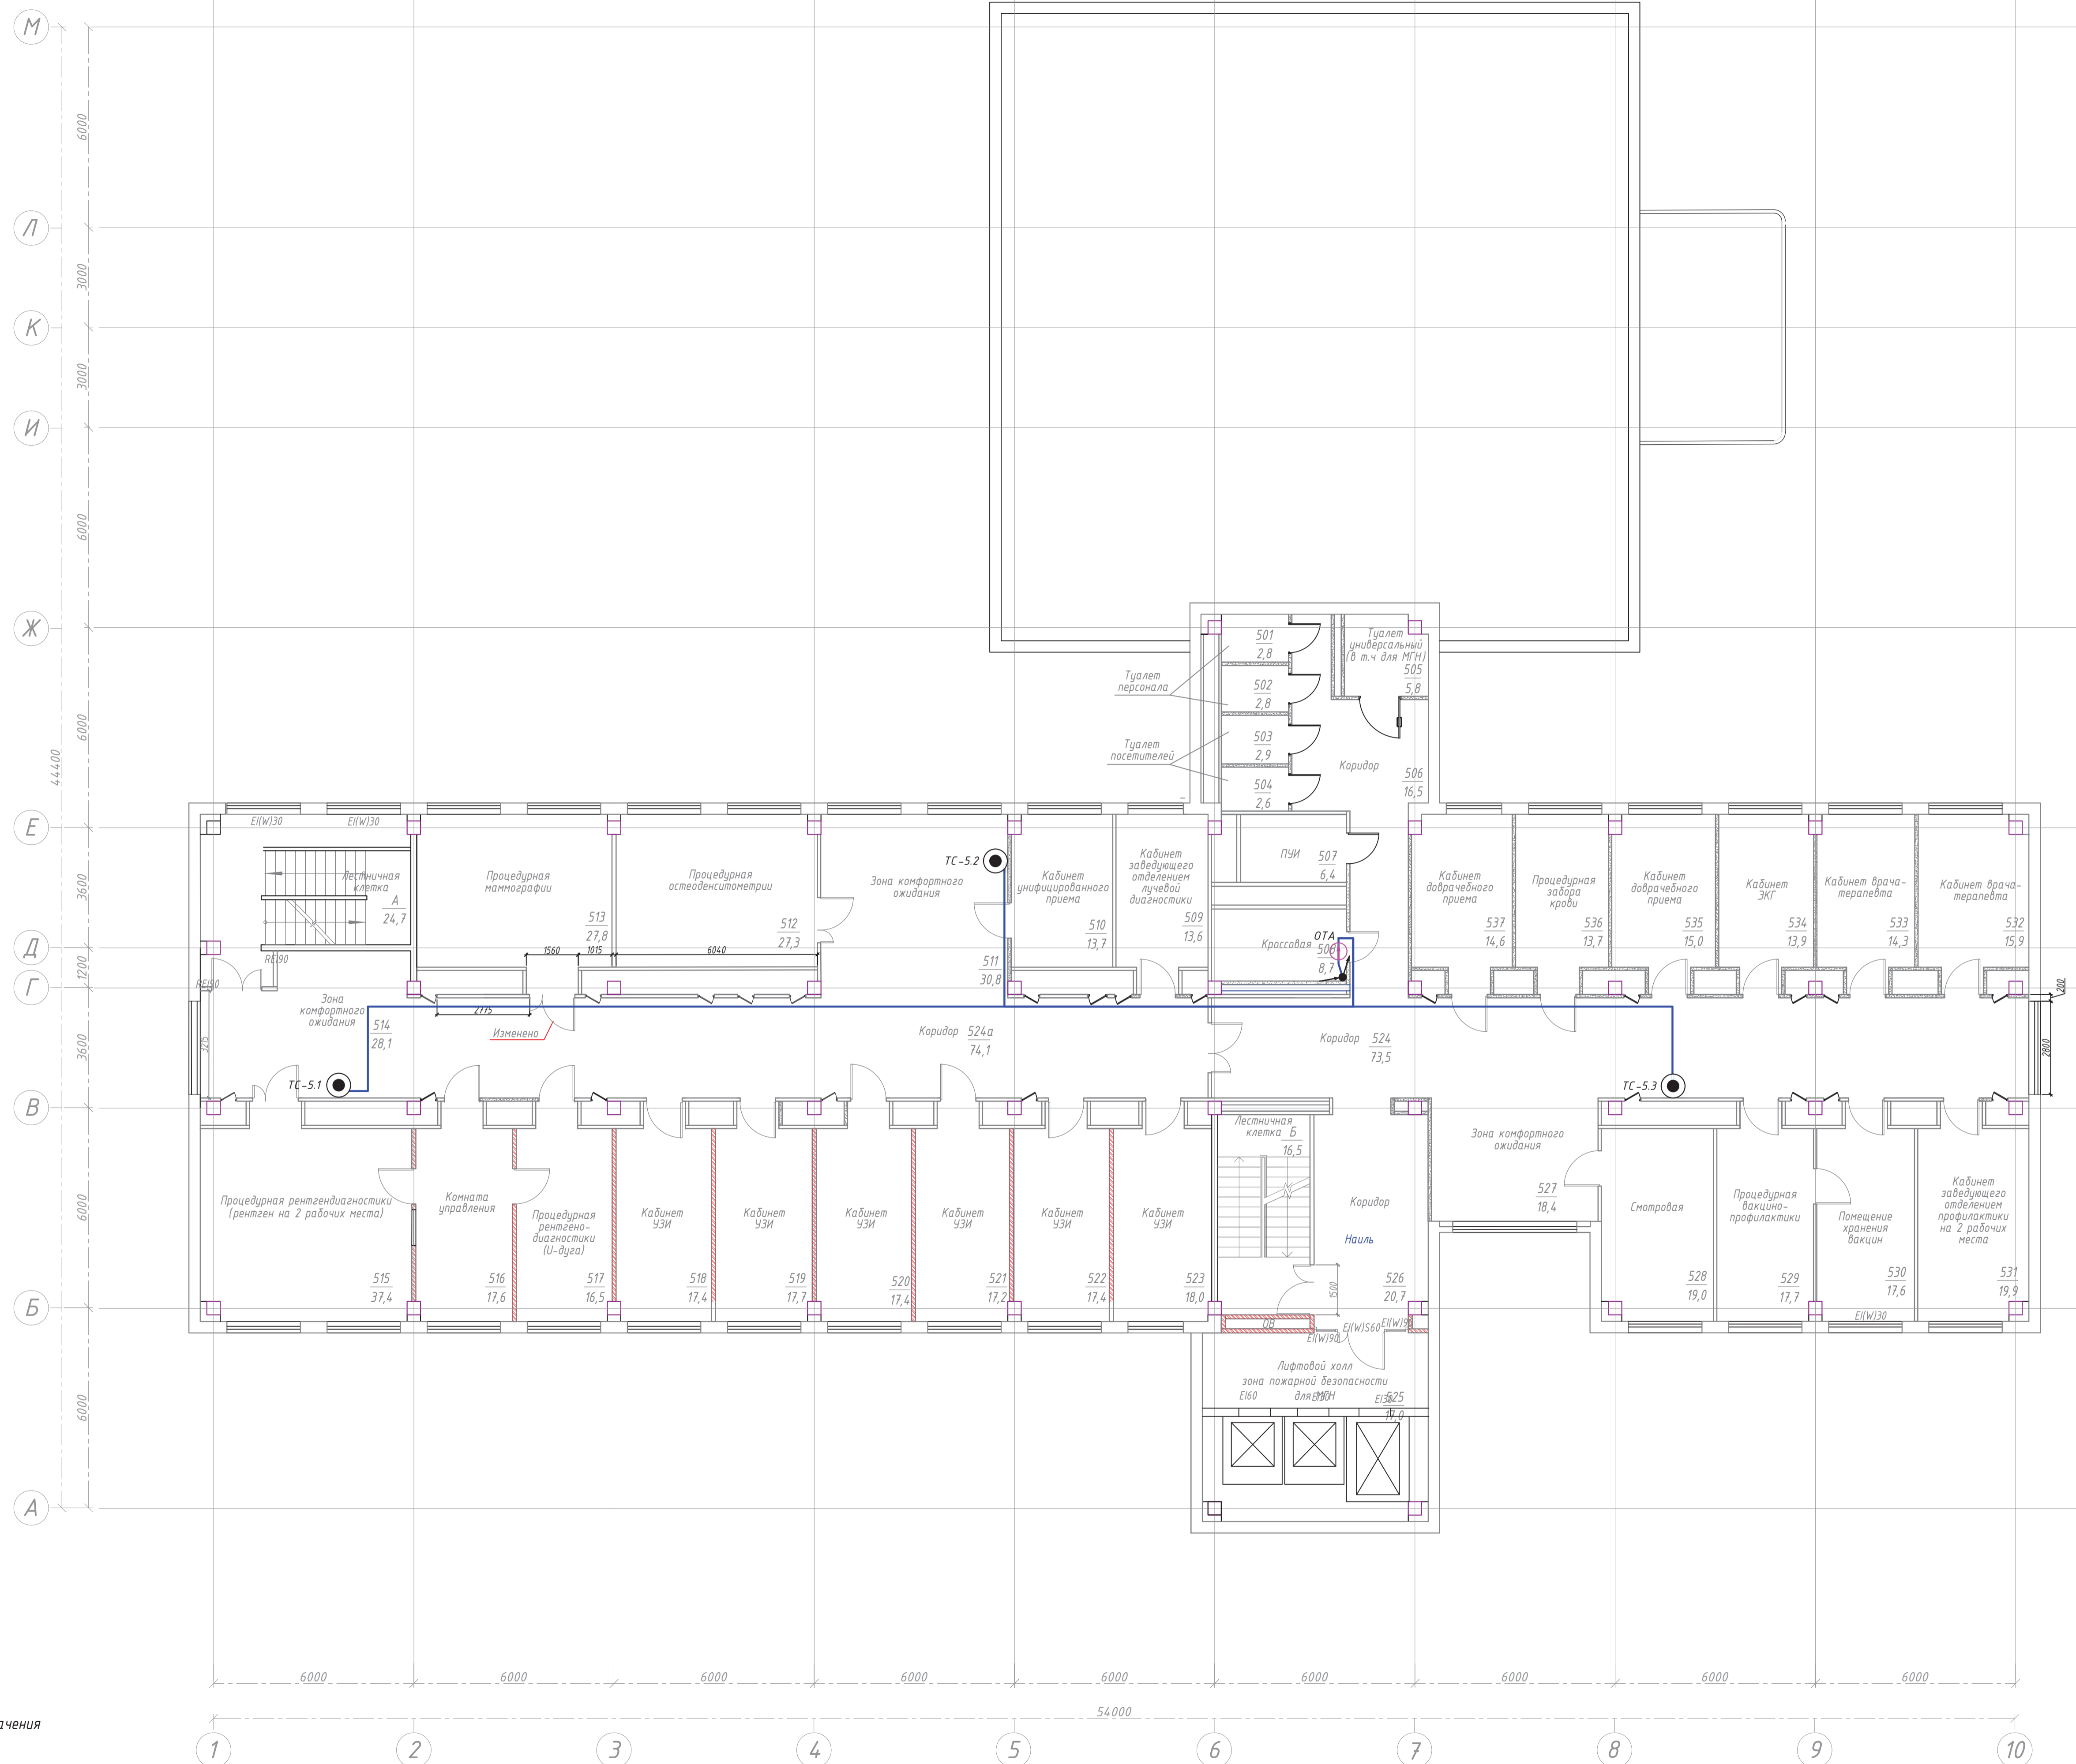 М
6000
Л
3000
К
3000
И
6000
Ж
6000
44400
Е
3600
Д
1200
Г
3600
В
6000
Б
6000
А
501
2,8
502
2,8
503
2,9
504
2,6
Туалет
персонала
Туалет
посетителей
Туалет
универсальный
(в т.ч для МГН)
505
5,8
Коридор
506
16,5
ПУИ
507
6,4
Кроссовая
8,7
ОТА
EI(W)30
EI(W)30
Лестничная
клетка
А
24,7
REI90
REI90
Процедурная
маммографии
513
27,8
Процедурная
остеоденситометрии
512
27,3
1560
1015
6040
2775
Зона комфортного
ожидания
511
30,8
ТС-5.2
Кабинет
унифицированного
приема
510
13,7
Кабинет
заведующего
отделением
лучевой
диагностики
509
13,6
Кабинет
доврачебного
приема
537
14,6
Процедурная
забора
крови
536
13,7
Кабинет
доврачебного
приема
535
15,0
Кабинет
ЭКГ
534
13,9
Кабинет врача-
терапевта
533
14,3
Кабинет врача-
терапевта
532
15,9
200
2800
Зона
комфортного
ожидания
514
28,1
3215
ТС-5.1
Изменено
Коридор
524а
74,1
Коридор
524
73,5
ТС-5.3
Процедурная рентгендиагностики
(рентген на 2 рабочих места)
515
37,4
Комната
управления
516
17,6
Процедурная
рентгено-
диагностики
(U-дуга)
517
16,5
Кабинет
УЗИ
518
17,4
Кабинет
УЗИ
519
17,7
Кабинет
УЗИ
520
17,4
Кабинет
УЗИ
521
17,2
Кабинет
УЗИ
522
17,4
Кабинет
УЗИ
523
18,0
Лестничная
клетка
Б
16,5
1500
Коридор
Наиль
526
20,7
ОВ
EI(W)90
EI(W)S60
Зона комфортного
ожидания
527
18,4
Смотровая
528
19,0
Процедурная
вакцино-
профилактики
529
17,7
Помещение
хранения
вакцин
530
17,6
EI(W)30
Кабинет
заведующего
отделением
профилактики
на 2 рабочих
места
531
19,9
Лифтовой холл
зона пожарной безопасности
для МГН
EI60
525
17,0
6000
6000
6000
6000
6000
6000
6000
6000
6000
54000
1
2
3
4
5
6
7
8
9
10